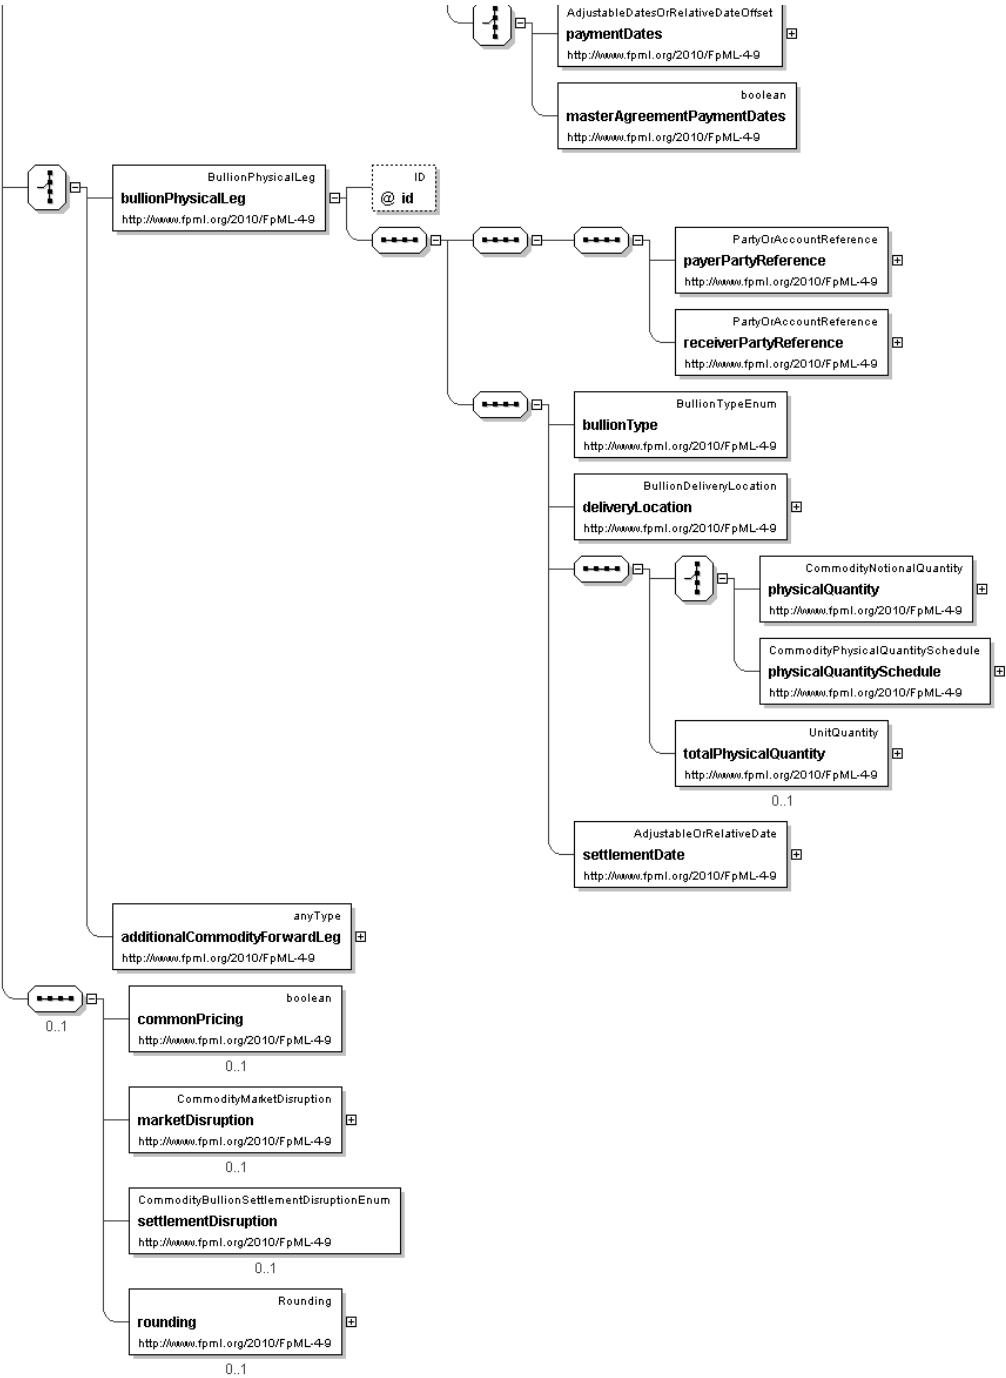 AdjustableDatesOrRelativeDateOffset
paymentDates
http://www.fpml.org/2010/FpML-4-9
boolean
masterAgreementPaymentDates
http://www.fpml.org/2010/FpML-4-9
BullionPhysicalLeg
bullionPhysicalLeg
http://www.fpml.org/2010/FpML-4-9
ID
@ id
PartyOrAccountReference
payerPartyReference
http://www.fpml.org/2010/FpML-4-9
PartyOrAccountReference
receiverPartyReference
http://www.fpml.org/2010/FpML-4-9
BullionTypeEnum
bullionType
http://www.fpml.org/2010/FpML-4-9
BullionDeliveryLocation
deliveryLocation
http://www.fpml.org/2010/FpML-4-9
CommodityNotionalQuantity
physicalQuantity
http://www.fpml.org/2010/FpML-4-9
CommodityPhysicalQuantitySchedule
physicalQuantitySchedule
http://www.fpml.org/2010/FpML-4-9
UnitQuantity
totalPhysicalQuantity
http://www.fpml.org/2010/FpML-4-9
0..1
AdjustableOrRelativeDate
settlementDate
http://www.fpml.org/2010/FpML-4-9
anyType
additionalCommodityForwardLeg
http://www.fpml.org/2010/FpML-4-9
0..1
boolean
commonPricing
http://www.fpml.org/2010/FpML-4-9
0..1
CommodityMarketDisruption
marketDisruption
http://www.fpml.org/2010/FpML-4-9
0..1
CommodityBullionSettlementDisruptionEnum
settlementDisruption
http://www.fpml.org/2010/FpML-4-9
0..1
Rounding
rounding
http://www.fpml.org/2010/FpML-4-9
0..1